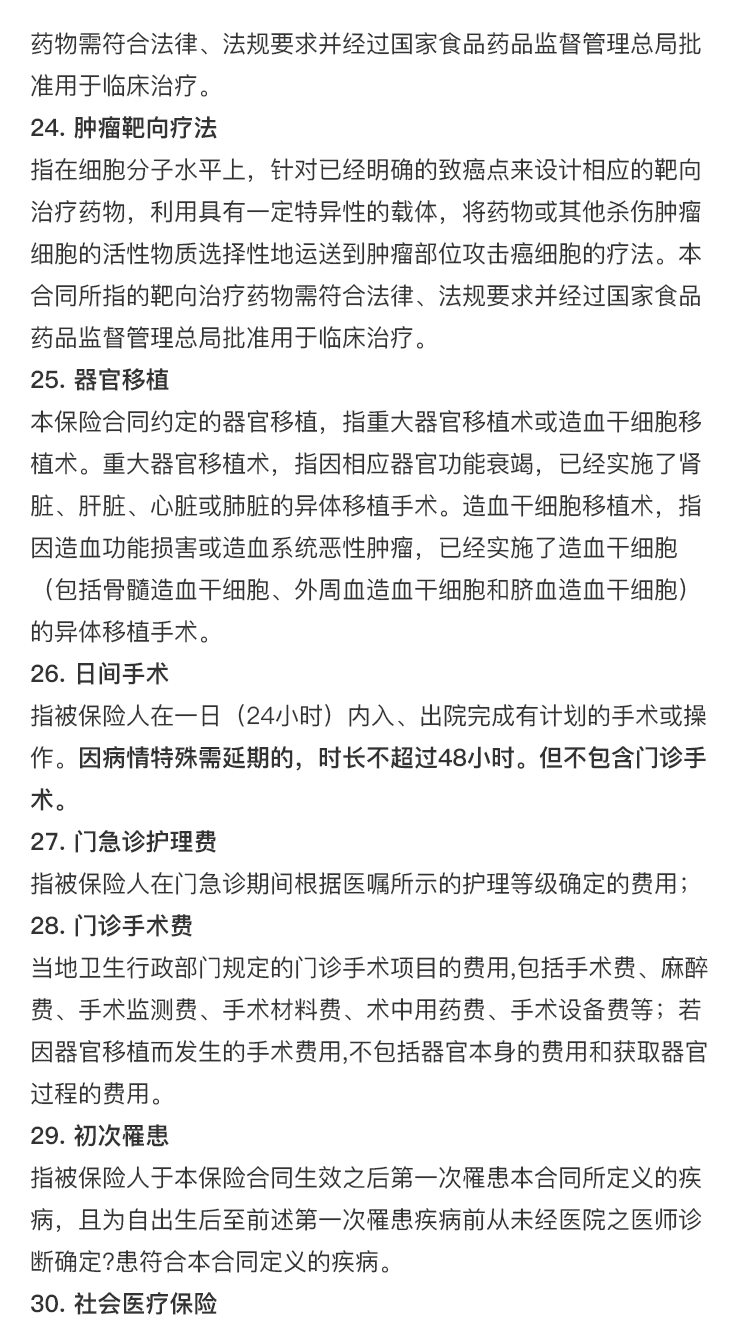 药物需符合法律、法规要求并经过国家食品药品监督管理总局批
准用于临床治疗。
24. 肿瘤靶向疗法
指在细胞分子水平上，针对已经明确的致癌点来设计相应的靶向
治疗药物，利用具有一定特异性的载体，将药物或其他杀伤肿瘤
细胞的活性物质选择性地运送到肿瘤部位攻击癌细胞的疗法。本
合同所指的靶向治疗药物需符合法律、法规要求并经过国家食品
药品监督管理总局批准用于临床治疗。
25. 器官移植
本保险合同约定的器官移植，指重大器官移植术或造血干细胞移
植术。重大器官移植术，指因相应器官功能衰竭，已经实施了肾
脏、肝脏、心脏或肺脏的异体移植手术。造血干细胞移植术，指
因造血功能损害或造血系统恶性肿瘤，已经实施了造血干细胞
（包括骨髓造血干细胞、外周血造血干细胞和脐血造血干细胞）
的异体移植手术。
26. 日间手术
指被保险人在一日（24小时）内入、出院完成有计划的手术或操
作。因病情特殊需延期的，时长不超过48小时。但不包含门诊手
术。
27. 门急诊护理费
指被保险人在门急诊期间根据医嘱所示的护理等级确定的费用；
28. 门诊手术费
当地卫生行政部门规定的门诊手术项目的费用,包括手术费、麻醉
费、手术监测费、手术材料费、术中用药费、手术设备费等；若
因器官移植而发生的手术费用,不包括器官本身的费用和获取器官
过程的费用。
29. 初次罹患
指被保险人于本保险合同生效之后第一次罹患本合同所定义的疾
病，且为自出生后至前述第一次罹患疾病前从未经医院之医师诊
断确定?患符合本合同定义的疾病。
30. 社会医疗保险